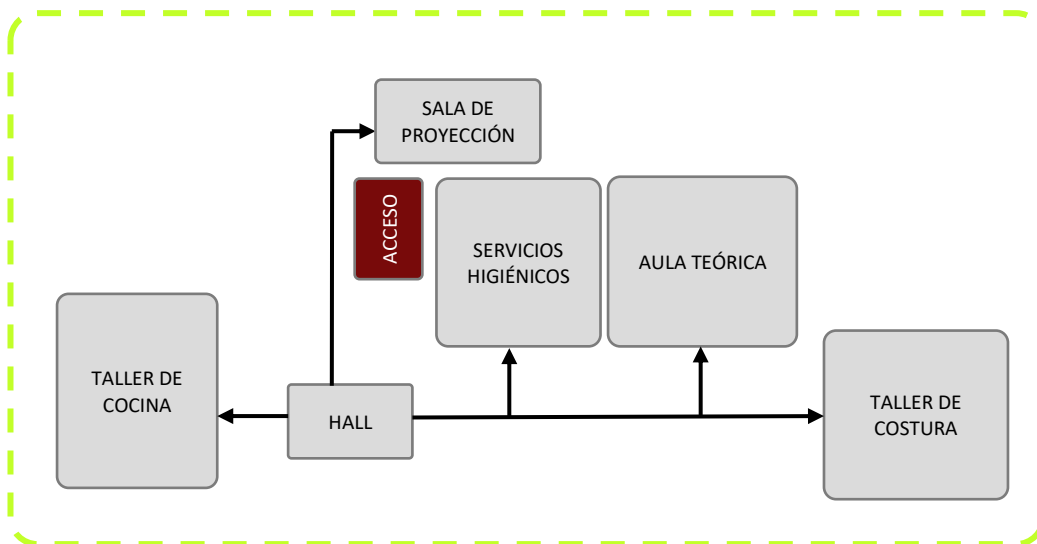 SALA DE
PROYECCIÓN
ACCESO
SERVICIOS
HIGIÉNICOS
AULA TEÓRICA
TALLER DE
COCINA
HALL
TALLER DE
COSTURA